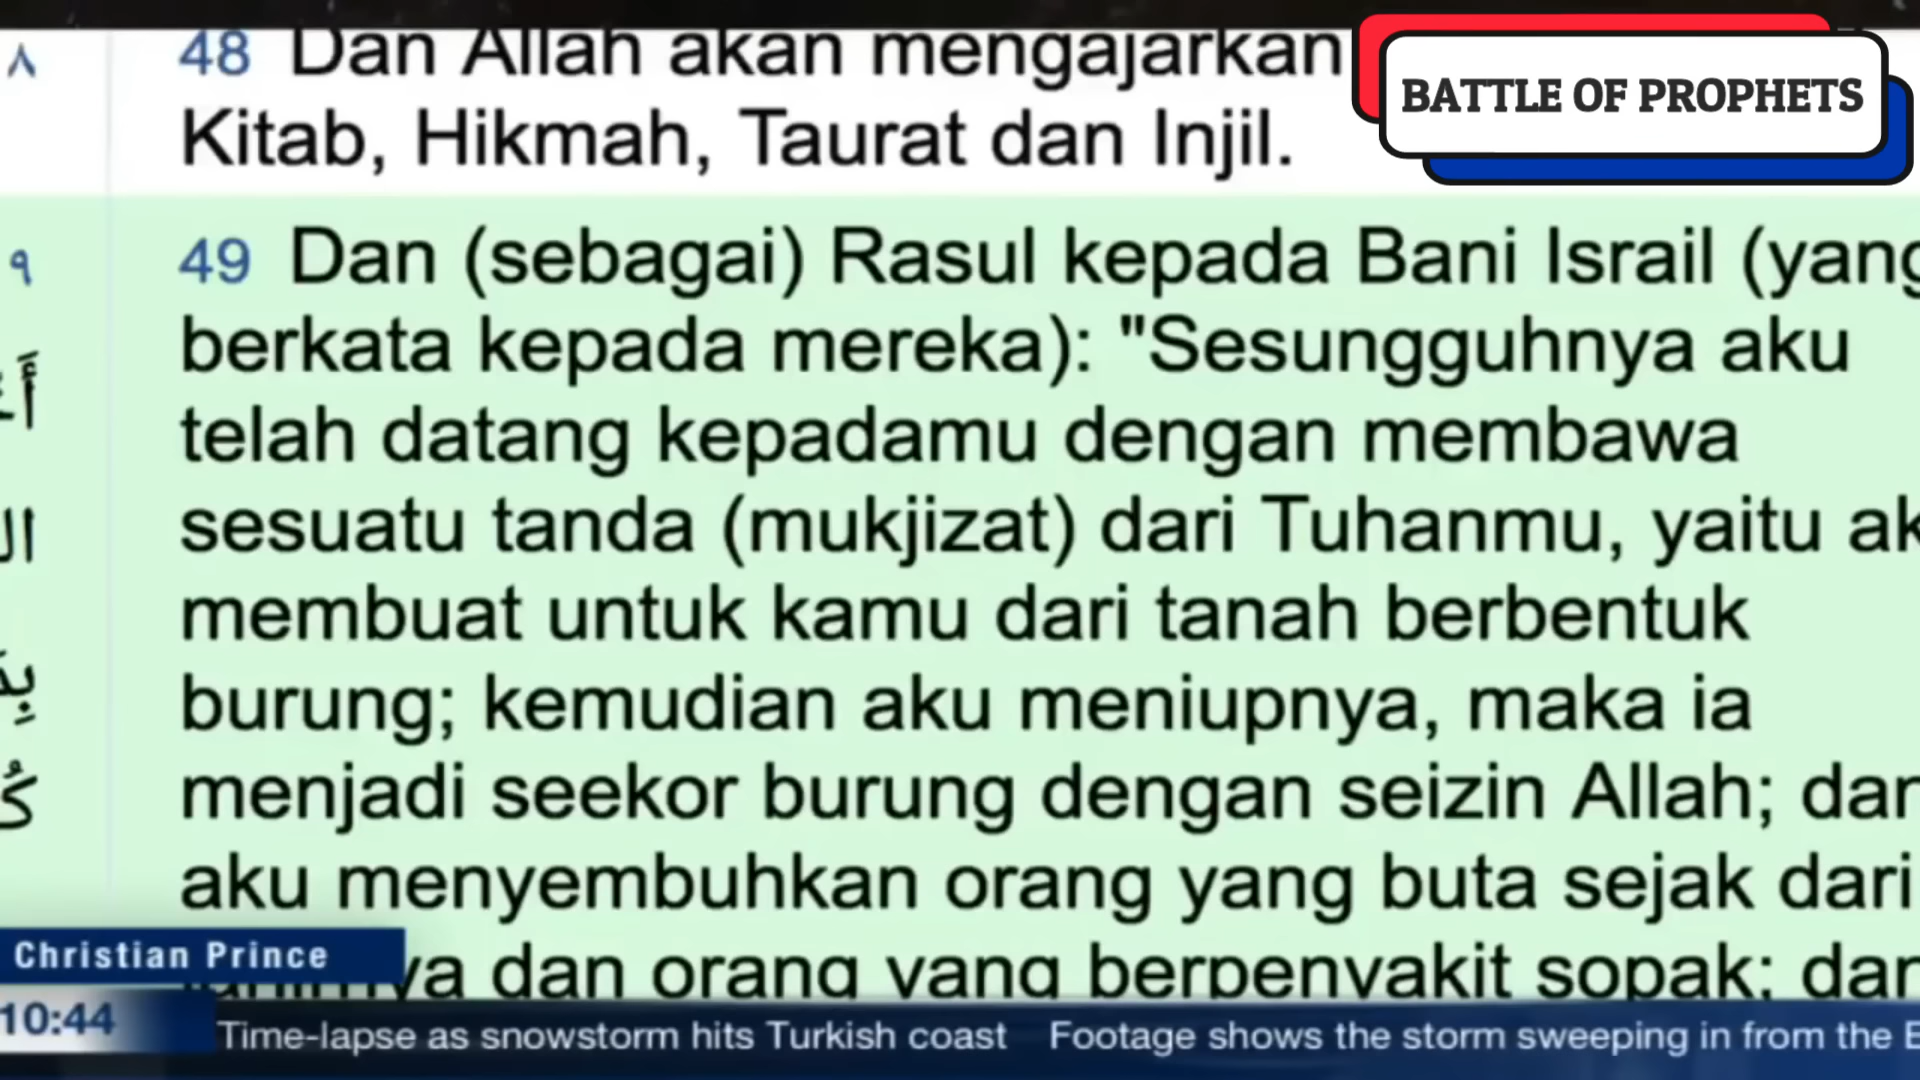 48 Dan Allah akan mengajarkan
Kitab, Hikmah, Taurat dan Injil.
BATTLE OF PROPHETS
٨
٩
49 Dan (sebagai) Rasul kepada Bani Israil (yang
berkata kepada mereka): "Sesungguhnya aku
telah datang kepadamu dengan membawa
sesuatu tanda (mukjizat) dari Tuhanmu, yaitu ak
membuat untuk kamu dari tanah berbentuk
burung; kemudian aku meniupnya, maka ia
menjadi seekor burung dengan seizin Allah; dan
aku menyembuhkan orang yang buta sejak dari
dan orang yang berpenyakit sopak; dan
Christian Prince
10:44
Time-lapse as snowstorm hits Turkish coast Footage shows the storm sweeping in from the